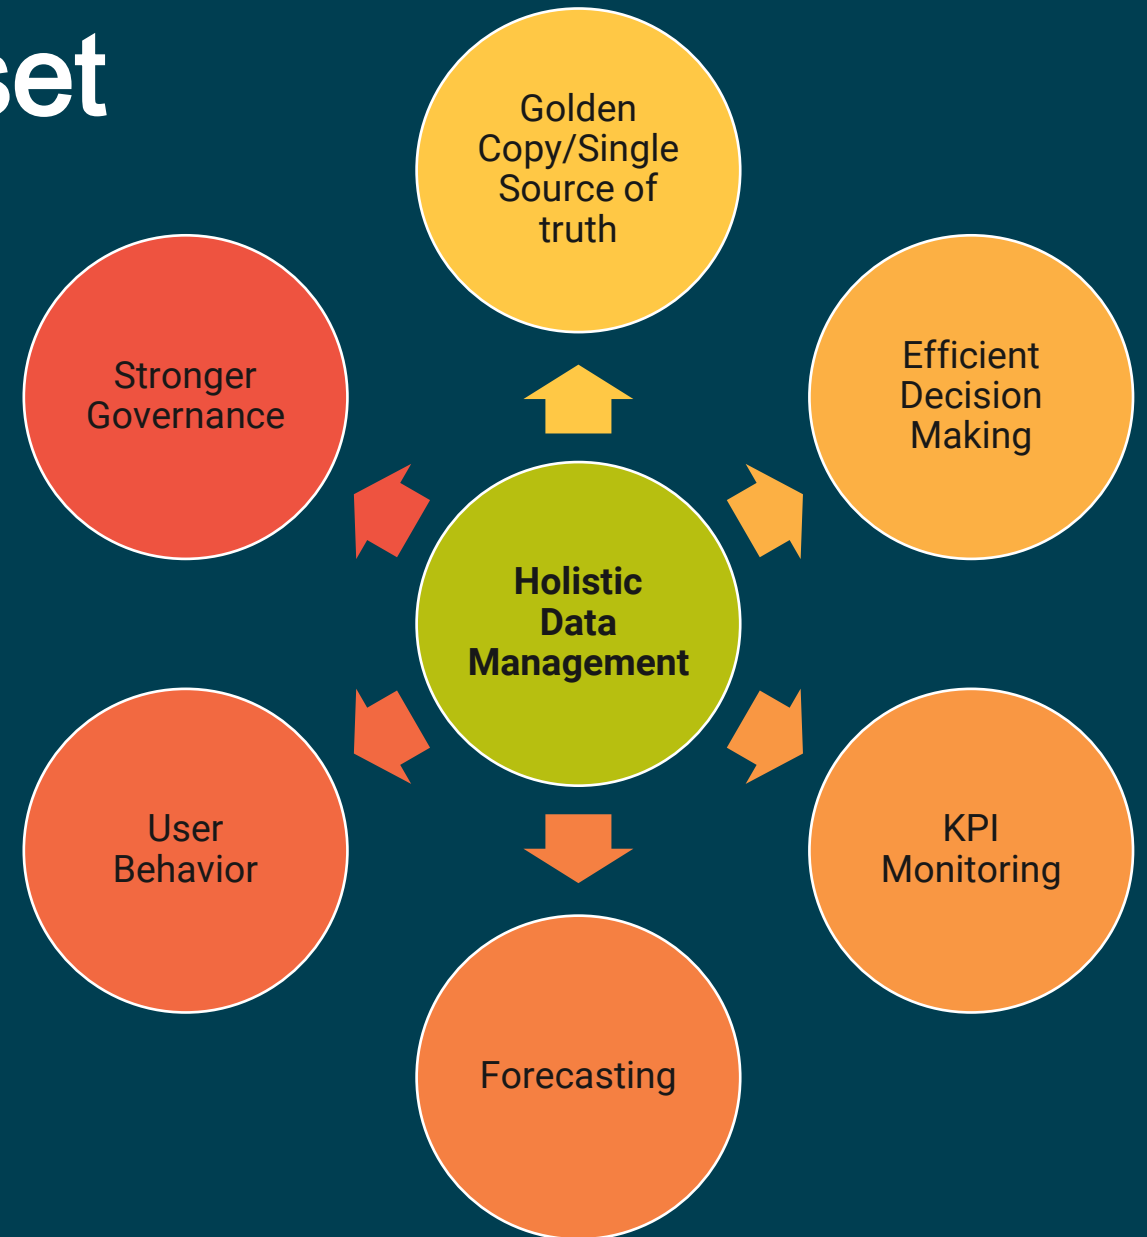 set
Golden
Copy/Single
Source of
truth
Stronger
Governance
Efficient
Decision
Making
Holistic
Data
Management
User
Behavior
KPI
Monitoring
Forecasting